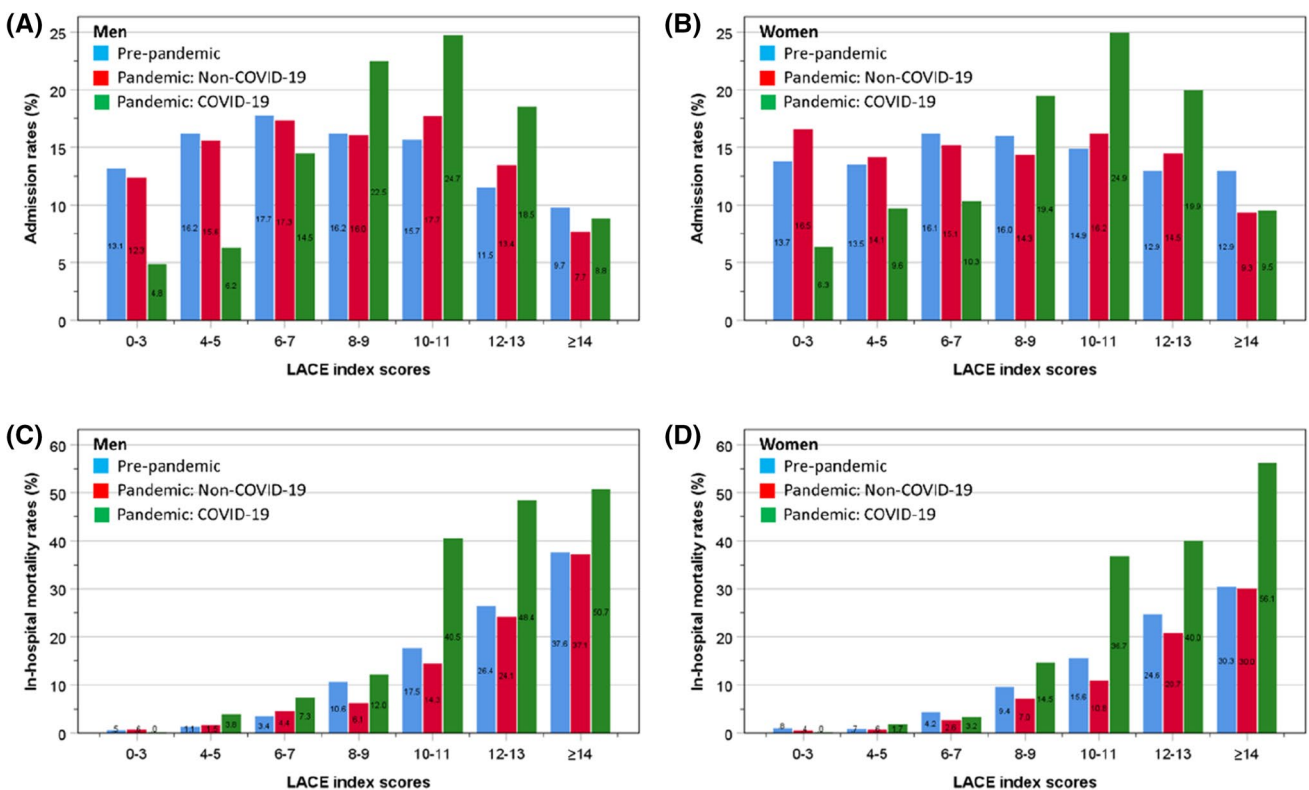 (A)
Men
Pre-pandemic
Pandemic: Non-COVID-19
Pandemic: COVID-19
Admission rates (%)
25
20
15
10
5
0
13.1 12.3 4.8
16.2 15.6 6.2
17.7 17.3 14.5
16.2 16.0 22.5
15.7 17.7 24.7
11.5 13.4 18.5
9.7 7.7 8.8
0-3 4-5 6-7 8-9 10-11 12-13 ≥14
LACE index scores
(B)
Women
Pre-pandemic
Pandemic: Non-COVID-19
Pandemic: COVID-19
Admission rates (%)
25
20
15
10
5
0
13.7 16.5 6.3
13.5 14.1 9.6
16.1 15.1 10.3
16.0 14.3 19.4
14.9 16.2 24.9
12.9 14.5 19.9
12.9 9.3 9.5
0-3 4-5 6-7 8-9 10-11 12-13 ≥14
LACE index scores
(C)
Men
Pre-pandemic
Pandemic: Non-COVID-19
Pandemic: COVID-19
In-hospital mortality rates (%)
60
50
40
30
20
10
0
0
1.1 1.5 3.8
3.4 4.4 7.3
10.6 6.1 12.0
17.5 14.3 40.5
26.4 24.1 48.4
37.6 37.1 50.7
0-3 4-5 6-7 8-9 10-11 12-13 ≥14
LACE index scores
(D)
Women
Pre-pandemic
Pandemic: Non-COVID-19
Pandemic: COVID-19
In-hospital mortality rates (%)
60
50
40
30
20
10
0
0
1.7
4.2 2.6 3.2
9.4 7.0 14.5
15.6 10.8 36.7
24.6 20.7 40.0
30.3 30.0 56.1
0-3 4-5 6-7 8-9 10-11 12-13 ≥14
LACE index scores